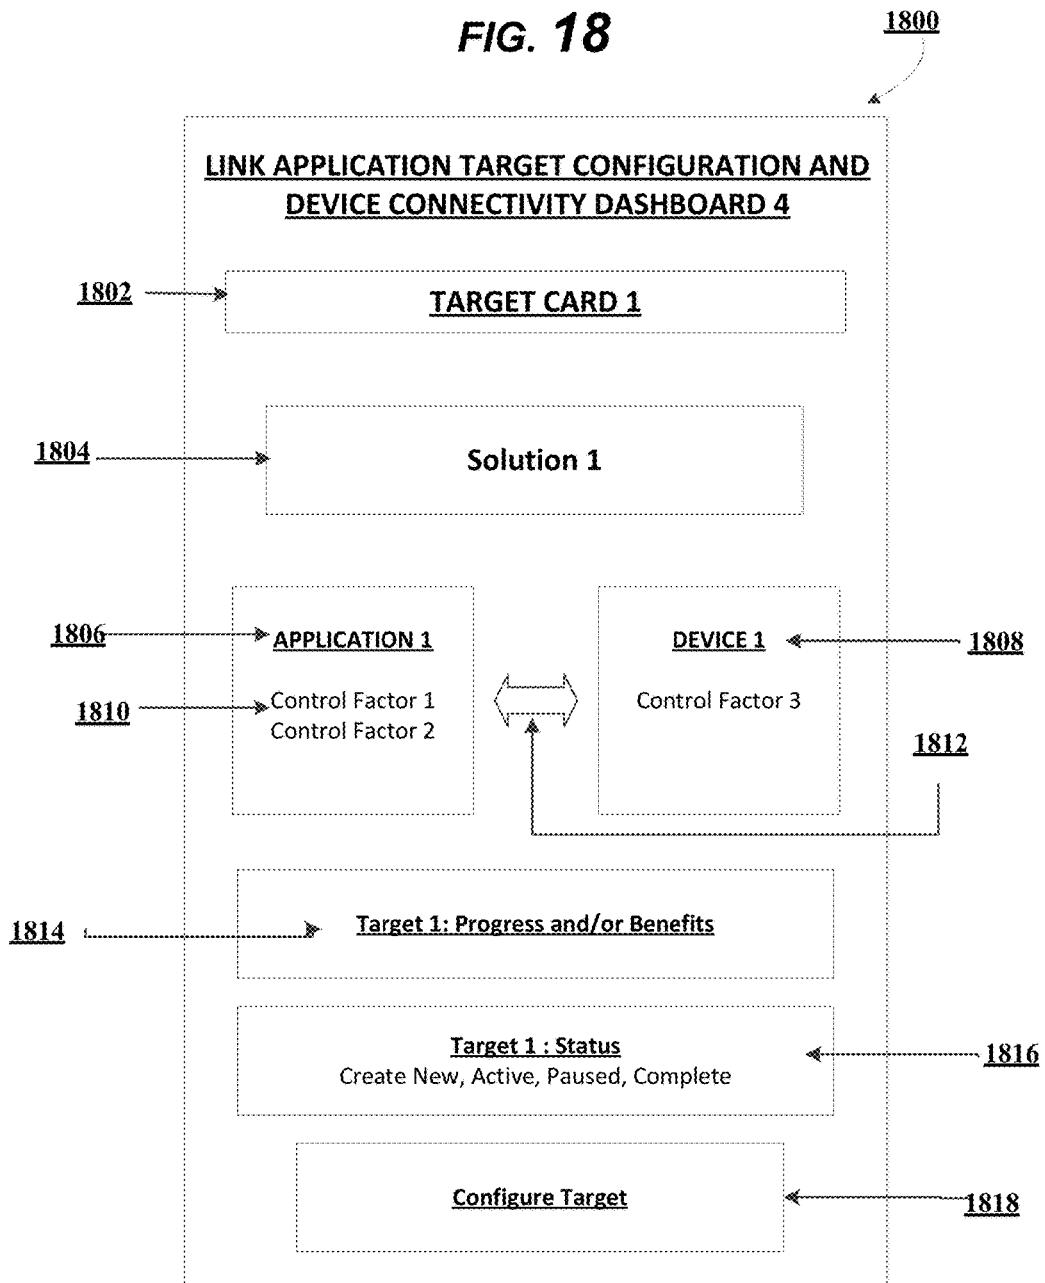 FIG. 18
1800
LINK APPLICATION TARGET CONFIGURATION AND
DEVICE CONNECTIVITY DASHBOARD 4
1802
TARGET CARD 1
1804
Solution 1
1806
APPLICATION 1
DEVICE 1
1808
1810
Control Factor 1
Control Factor 2
Control Factor 3
1812
1814
Target 1: Progress and/or Benefits
Target 1 : Status
Create New, Active, Paused, Complete
1816
Configure Target
1818